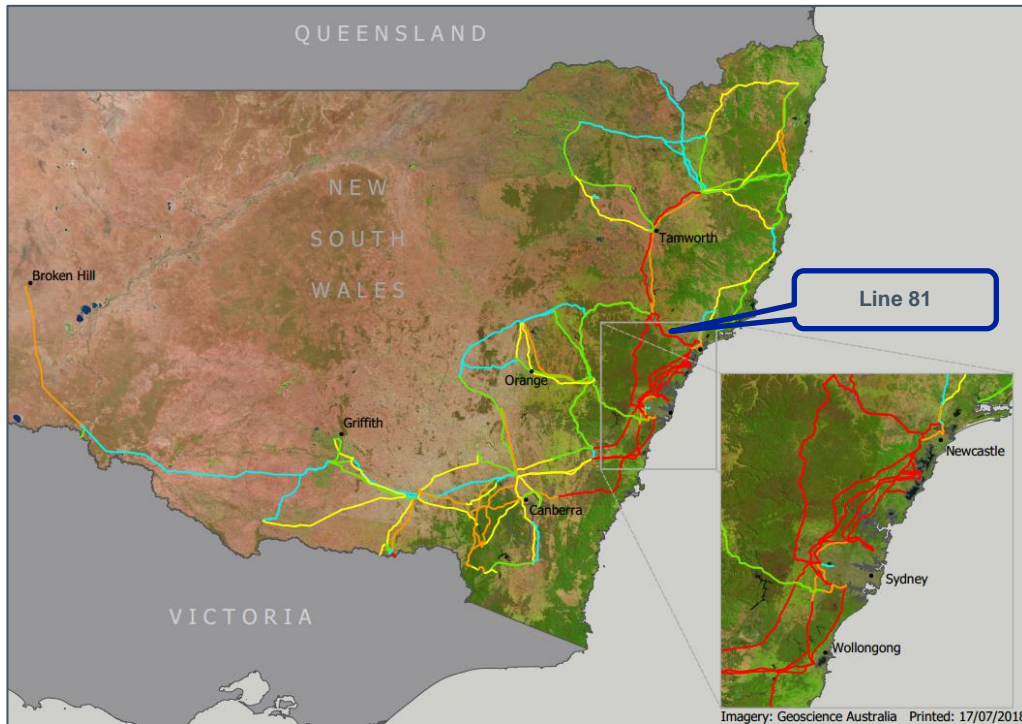 QUEENSLAND
NEW
SOUTH
WALES
Tamworth
Broken Hill
Line 81
Orange
Griffith
Canberra
Newcastle
Sydney
Wollongong
VICTORIA
Imagery: Geoscience Australia Printed: 17/07/2018